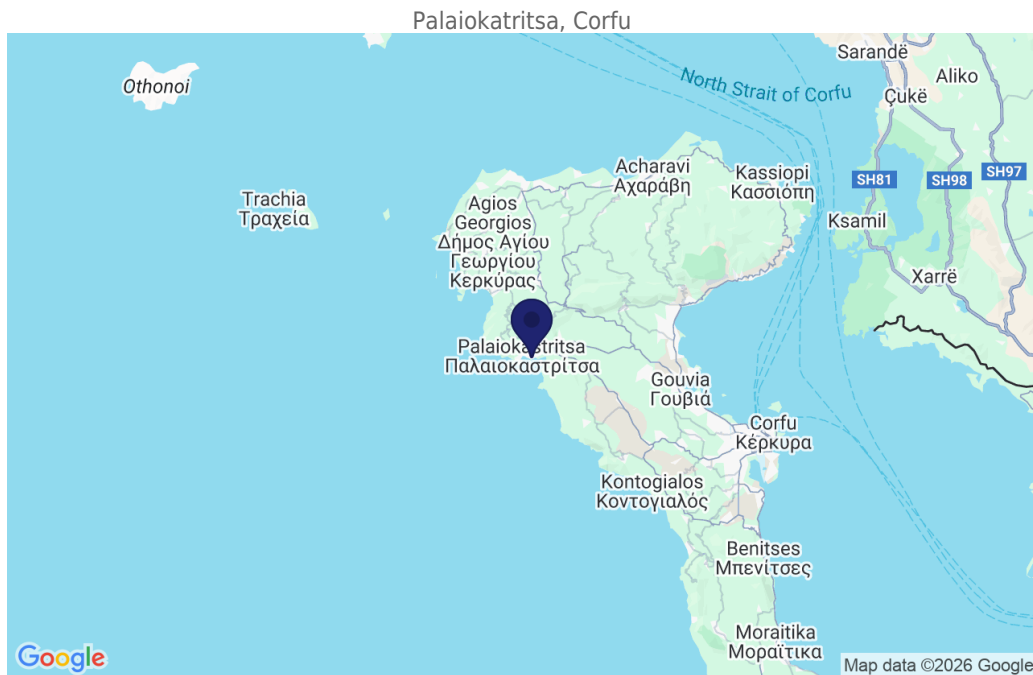 Palaiokatritsa, Corfu
Othonoi
North Strait of Corfu
Sarandë
Aliko
Çukë
Acharavi
Αχαράβη
Kassiopi
Κασσιόπη
SH81
SH98
SH97
Trachia
Τραχεία
Agios
Georgios
Δήμος Αγίου
Γεωργίου
Κερκύρας
Ksamil
Xarrë
Palaiokastritsa
Παλαιοκαστρίτσα
Gouvia
Γουβιά
Corfu
Κέρκυρα
Kontogialos
Κοντογιαλός
Benitses
Μπενίτσες
Moraitika
Μοραϊτικα
Google
Map data ©2026 Google